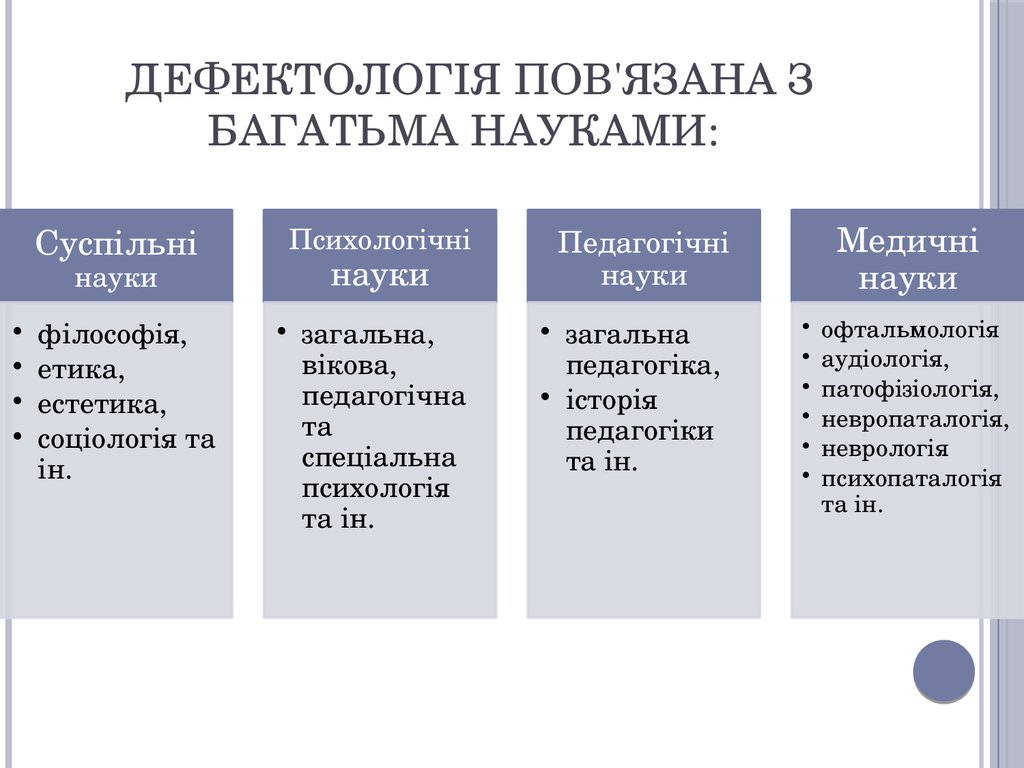 ДЕФЕКТОЛОГІЯ ПОВ'ЯЗАНА З
БАГАТЬМА НАУКАМИ:
Суспільні
науки
• філософія,
• етика,
• естетика,
• соціологія та
ін.
Психологічні
науки
• загальна,
вікова,
педагогічна
та
спеціальна
психологія
та ін.
Педагогічні
науки
• загальна
педагогіка,
• історія
педагогіки
та ін.
Медичні
науки
• офтальмологія
• аудіологія,
• патофізіологія,
• невропаталогія,
• неврологія
• психопаталогія
та ін.